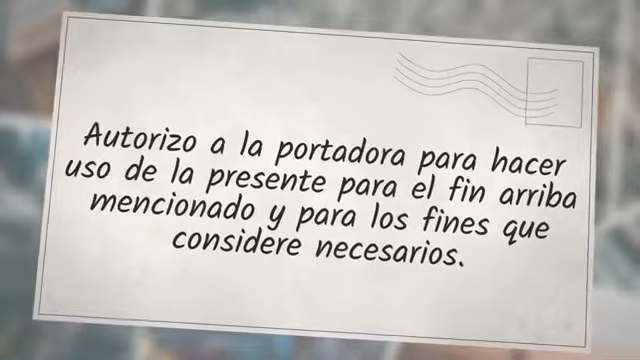 Autorizo a la portadora para hacer
uso de la presente para el fin arriba
mencionado y para los fines que
considere necesarios.